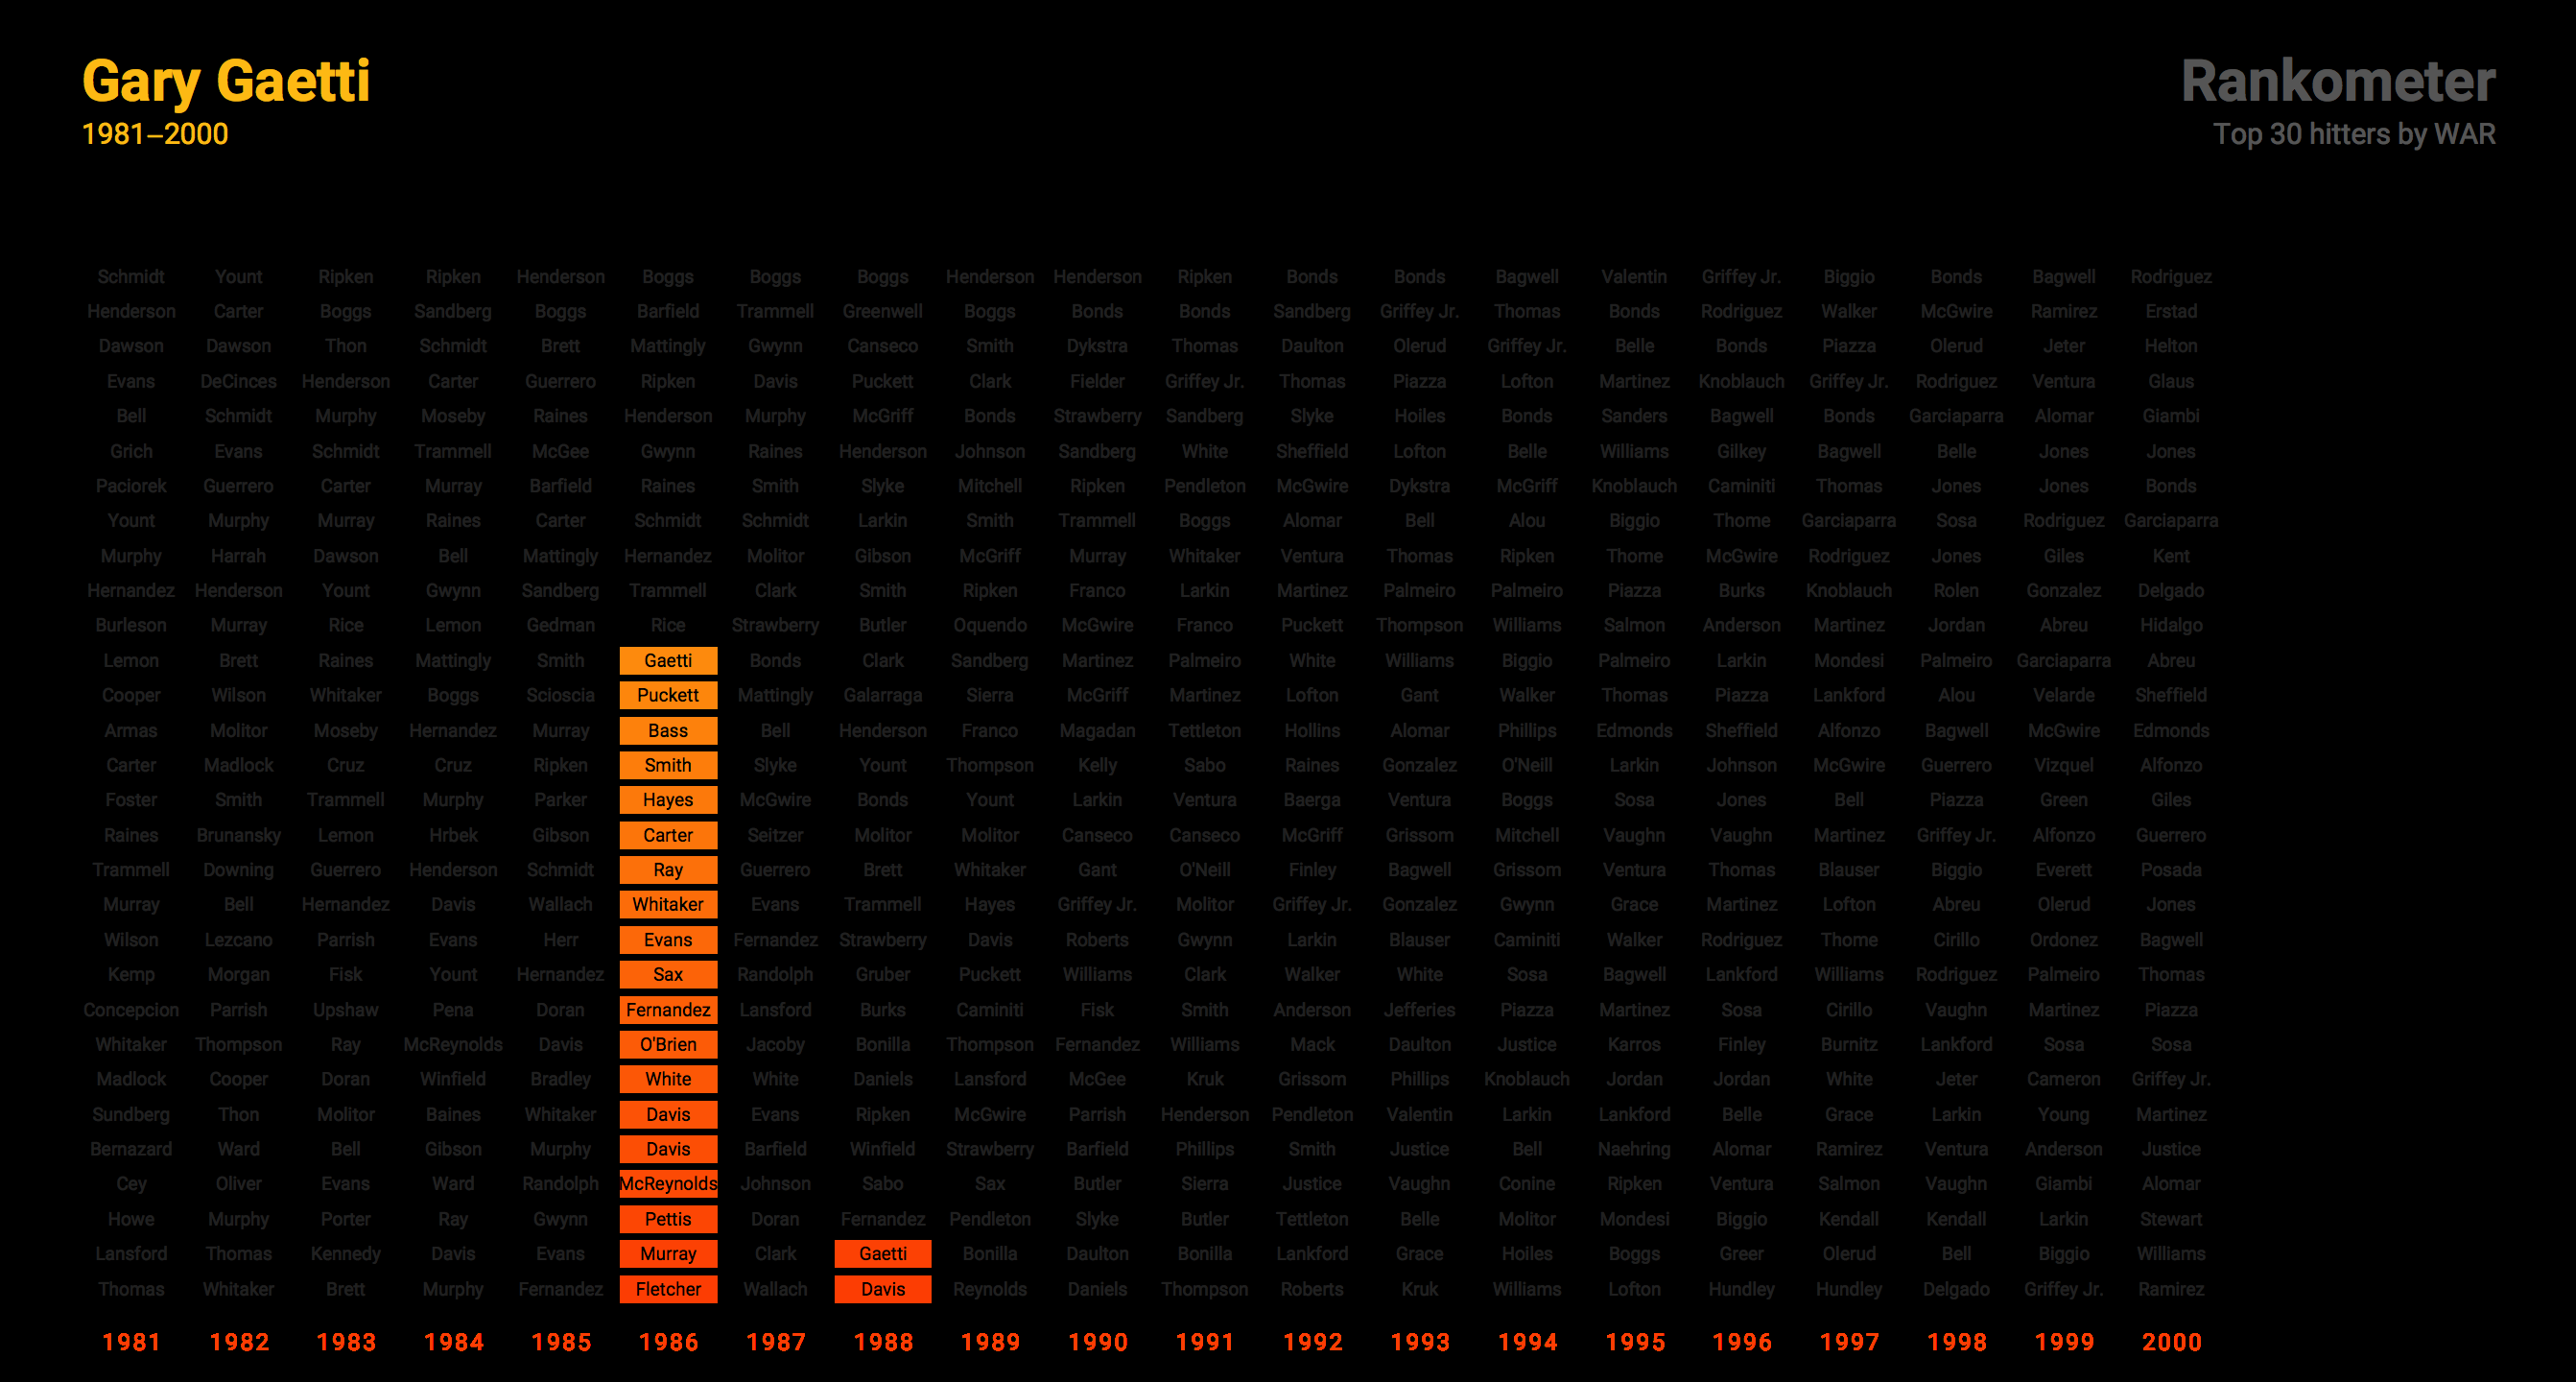 Gary Gaetti
1981–2000
Rankometer
Top 30 hitters by WAR
Schmidt Yount Ripken Ripken Henderson Boggs Boggs Boggs Henderson Henderson Ripken Bonds Bonds Bagwell Valentin Griffey Jr. Biggio Bonds Bagwell Rodriguez
Henderson Carter Boggs Sandberg Boggs Barfield Trammell Greenwell Boggs Bonds Bonds Sandberg Griffey Jr. Thomas Bonds Rodriguez Walker McGwire Ramirez Erstad
Dawson Dawson Thon Schmidt Brett Mattingly Gwynn Canseco Smith Dykstra Thomas Daulton Olerud Griffey Jr. Belle Bonds Piazza Olerud Jeter Helton
Evans DeCinces Henderson Carter Guerrero Ripken Davis Puckett Clark Fielder Griffey Jr. Thomas Piazza Lofton Martinez Knoblauch Griffey Jr. Rodriguez Ventura Glaus
Bell Schmidt Murphy Moseby Raines Henderson Murphy McGriff Bonds Strawberry Sandberg Slyke Hoiles Bonds Sanders Bagwell Bonds Garciaparra Alomar Giambi
Grich Evans Schmidt Trammell McGee Gwynn Raines Henderson Johnson Sandberg White Sheffield Lofton Belle Williams Gilkey Bagwell Belle Jones Jones
Paciorek Guerrero Carter Murray Barfield Raines Smith Slyke Mitchell Ripken Pendleton McGwire Dykstra McGriff Knoblauch Caminiti Thomas Jones Jones Bonds
Yount Murphy Murray Raines Carter Schmidt Schmidt Larkin Smith Trammell Boggs Alomar Bell Alou Biggio Thome Garciaparra Sosa Rodriguez Garciaparra
Murphy Harrah Dawson Bell Mattingly Hernandez Molitor Gibson McGriff Murray Whitaker Ventura Thomas Ripken Thome McGwire Rodriguez Jones Giles Kent
Hernandez Henderson Yount Gwynn Sandberg Trammell Clark Smith Ripken Franco Larkin Martinez Palmeiro Palmeiro Piazza Burks Knoblauch Rolen Gonzalez Delgado
Burleson Murray Rice Lemon Gedman Rice Strawberry Butler Oquendo McGwire Franco Puckett Thompson Williams Salmon Anderson Martinez Jordan Abreu Hidalgo
Lemon Brett Raines Mattingly Smith Gaetti Bonds Clark Sandberg Martinez Palmeiro White Williams Biggio Palmeiro Larkin Mondesi Palmeiro Garciaparra Abreu
Cooper Wilson Whitaker Boggs Scioscia Puckett Mattingly Galarraga Sierra McGriff Martinez Lofton Gant Walker Thomas Piazza Lankford Alou Velarde Sheffield
Armas Molitor Moseby Hernandez Murray Bass Bell Henderson Franco Magadan Tettleton Hollins Alomar Phillips Edmonds Sheffield Alfonzo Bagwell McGwire Edmonds
Carter Madlock Cruz Cruz Ripken Smith Slyke Yount Thompson Kelly Sabo Raines Gonzalez O'Neill Larkin Johnson McGwire Guerrero Vizquel Alfonzo
Foster Smith Trammell Murphy Parker Hayes McGwire Bonds Yount Larkin Ventura Baerga Ventura Boggs Sosa Jones Bell Piazza Green Giles
Raines Brunansky Lemon Hrbek Gibson Carter Seitzer Molitor Molitor Canseco Canseco McGriff Grissom Mitchell Vaughn Vaughn Martinez Griffey Jr. Alfonzo Guerrero
Trammell Downing Guerrero Henderson Schmidt Ray Guerrero Brett Whitaker Gant O'Neill Finley Bagwell Grissom Ventura Thomas Blauser Biggio Everett Posada
Murray Bell Hernandez Davis Wallach Whitaker Evans Trammell Hayes Griffey Jr. Molitor Griffey Jr. Gonzalez Gwynn Grace Martinez Lofton Abreu Olerud Jones
Wilson Lezcano Parrish Evans Herr Evans Fernandez Strawberry Davis Roberts Gwynn Larkin Blauser Caminiti Walker Rodriguez Thome Cirillo Ordonez Bagwell
Kemp Morgan Fisk Yount Hernandez Sax Randolph Gruber Puckett Williams Clark Walker White Sosa Bagwell Lankford Williams Rodriguez Palmeiro Thomas
Concepcion Parrish Upshaw Pena Doran Fernandez Lansford Burks Caminiti Fisk Smith Anderson Jefferies Piazza Martinez Sosa Cirillo Vaughn Martinez Piazza
Whitaker Thompson Ray McReynolds Davis O'Brien Jacoby Bonilla Thompson Fernandez Williams Mack Daulton Justice Karros Finley Burnitz Lankford Sosa Sosa
Madlock Cooper Doran Winfield Bradley White White Daniels Lansford McGee Kruk Grissom Phillips Knoblauch Jordan Jordan White Jeter Cameron Griffey Jr.
Sundberg Thon Molitor Baines Whitaker Davis Evans Ripken McGwire Parrish Henderson Pendleton Valentin Larkin Lankford Belle Grace Larkin Young Martinez
Bernazard Ward Bell Gibson Murphy Davis Barfield Winfield Strawberry Barfield Phillips Smith Justice Bell Naehring Alomar Ramirez Ventura Anderson Justice
Cey Oliver Evans Ward Randolph McReynolds Johnson Sabo Sax Butler Sierra Justice Vaughn Conine Ripken Ventura Salmon Vaughn Giambi Alomar
Howe Murphy Porter Ray Gwynn Pettis Doran Fernandez Pendleton Slyke Butler Tettleton Belle Molitor Mondesi Biggio Kendall Kendall Larkin Stewart
Lansford Thomas Kennedy Davis Evans Murray Clark Gaetti Bonilla Daulton Bonilla Lankford Grace Hoiles Boggs Greer Olerud Bell Biggio Williams
Thomas Whitaker Brett Murphy Fernandez Fletcher Wallach Davis Reynolds Daniels Thompson Roberts Kruk Williams Lofton Hundley Hundley Delgado Griffey Jr. Ramirez
1981 1982 1983 1984 1985 1986 1987 1988 1989 1990 1991 1992 1993 1994 1995 1996 1997 1998 1999 2000